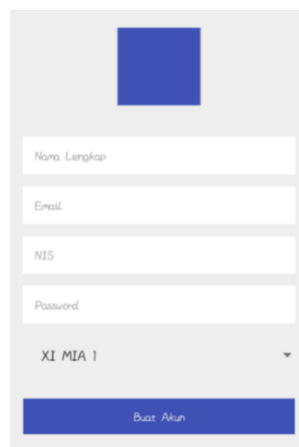 Nama Lengkap
Email
NIS
Password
XI MIA 1
Buat Akun